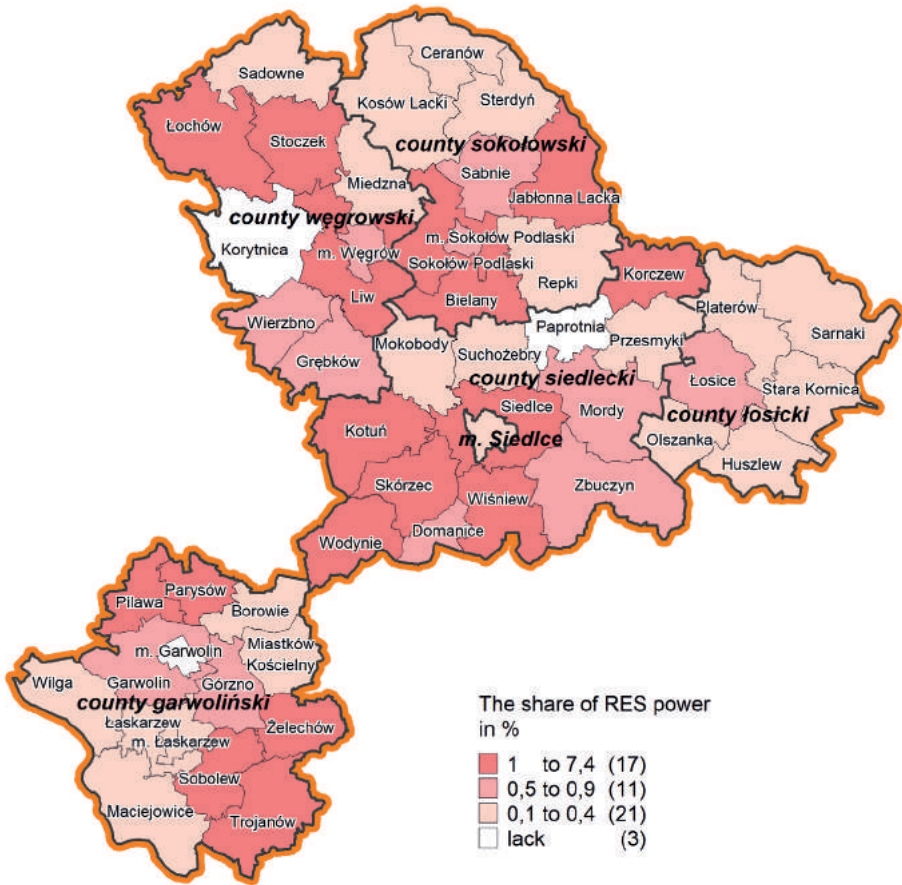 Ceranów
Sadowne
Kosów Lacki
Sterdyń
Łochów
Stoczek
county sokołowski
Sabnie
Miedzna
Jabłonna Lacka
county węgrowski
m. Sokołów Podlaski
Korytnica
m. Węgrów
Sokołów Podlaski
Korczew
Repki
Liw
Bielany
Platerów
Wierzbno
Paprotnia
Sarnaki
Mokobody
Przesmyki
Suchożebry
Grębków
county siedlecki
Łosice
Stara Kornica
Siedlce
Mordy
county łosicki
Kotuń
m. Siedlce
Olszanka
Huszlew
Skórzec
Zbuczyn
Wiśniew
Domanice
Wodynie
Parysów
Pilawa
Borowie
m. Garwolin
Miastków
Kościelny
Wilga
Garwolin
Górzno
county garwoliński
Łaskarzew
Żelechów
m. Łaskarzew
Sobolew
Maciejowice
Trojanów
The share of RES power
in %
1 to 7,4 (17)
0,5 to 0,9 (11)
0,1 to 0,4 (21)
lack (3)